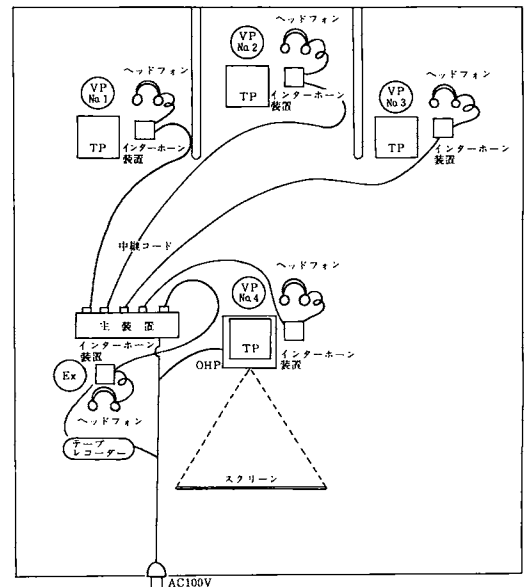 ヘッドフォン
VP
No.1
TP
インターホーン
装置
ヘッドフォン
VP
No.2
TP
インターホーン
装置
ヘッドフォン
VP
No.3
TP
インターホーン
装置
中継コード
主装置
インターホーン
装置
Ex
ヘッドフォン
テープ
レコーダー
ヘッドフォン
VP
No.4
TP
OHP
インターホーン
装置
スクリーン
AC100V